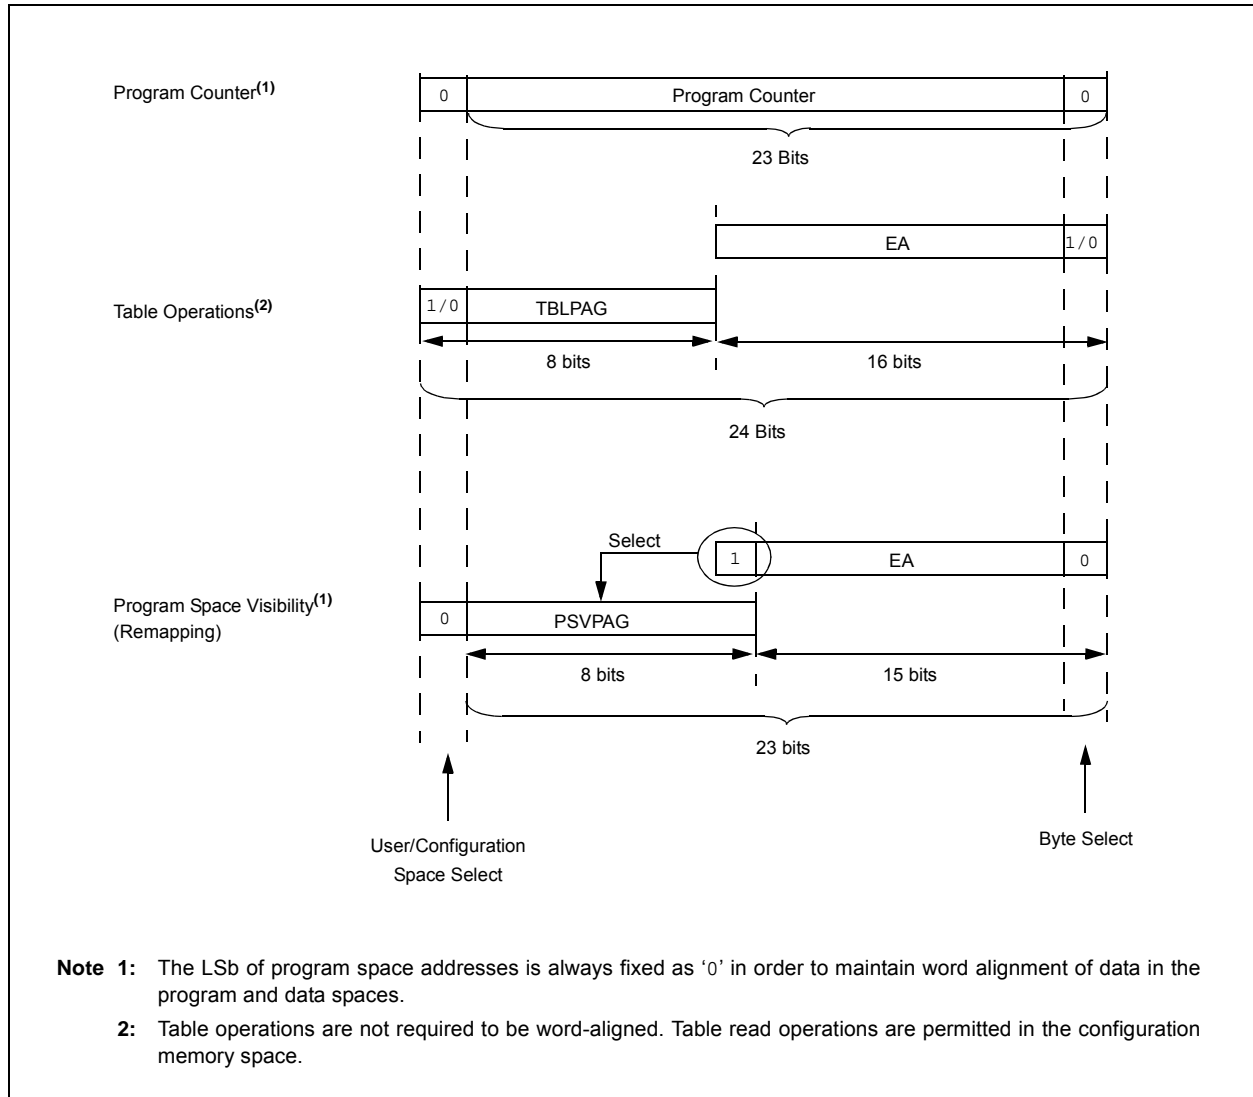 Program Counter(1)
0 Program Counter 0
23 Bits
EA 1/0
Table Operations(2)
1/0 TBLPAG
8 bits 16 bits
24 Bits
Select
1 EA 0
Program Space Visibility(1)
(Remapping)
0 PSVPAG
8 bits 15 bits
23 bits
User/Configuration
Space Select
Byte Select
Note 1: The LSb of program space addresses is always fixed as ‘0’ in order to maintain word alignment of data in the
program and data spaces.
2: Table operations are not required to be word-aligned. Table read operations are permitted in the configuration
memory space.